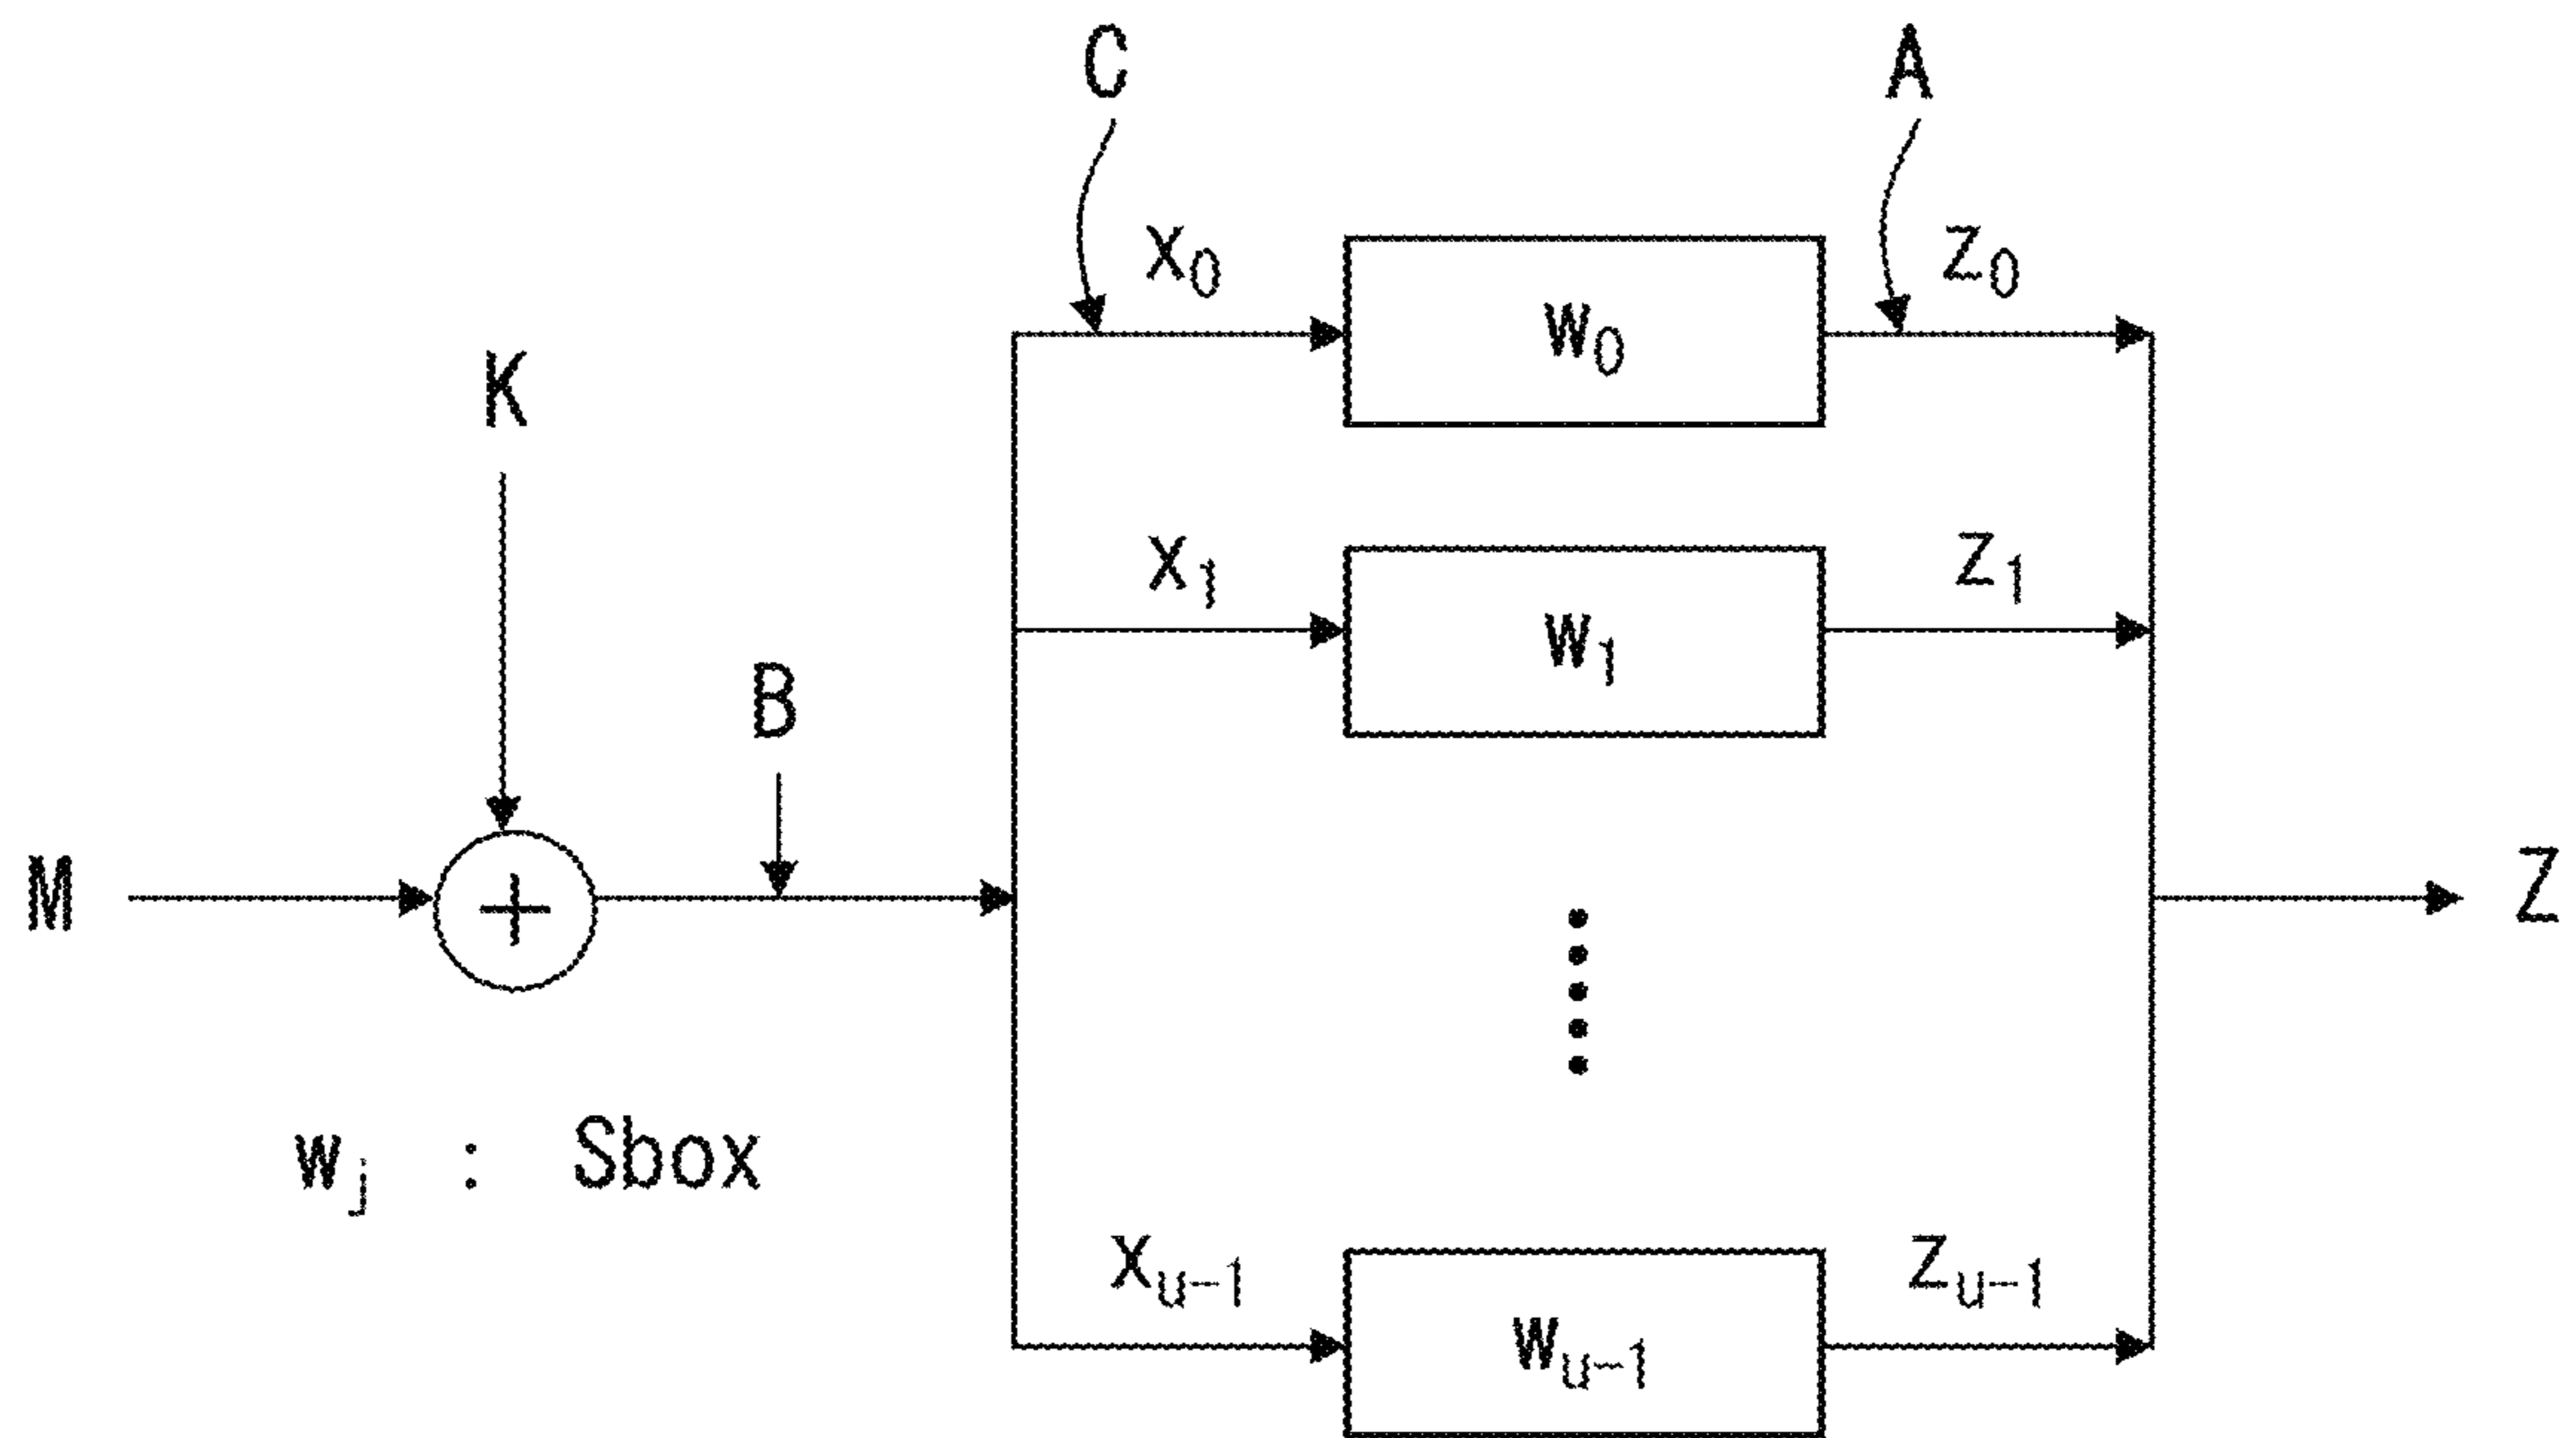 C
A
x₀
w₀
z₀
K
x₁
w₁
z₁
B
M
+
Z
wⱼ : Sbox
xᵤ₋₁
wᵤ₋₁
zᵤ₋₁